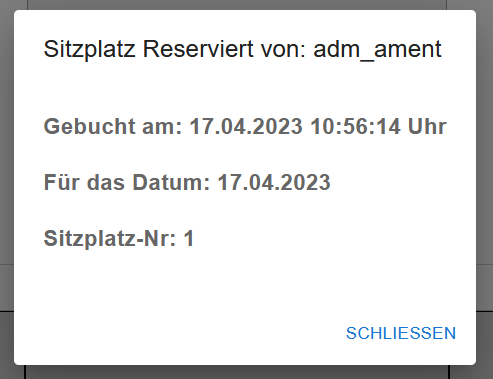 Sitzplatz Reserviert von: adm_ament
Gebucht am: 17.04.2023 10:56:14 Uhr
Für das Datum: 17.04.2023
Sitzplatz-Nr: 1
SCHLIESSEN